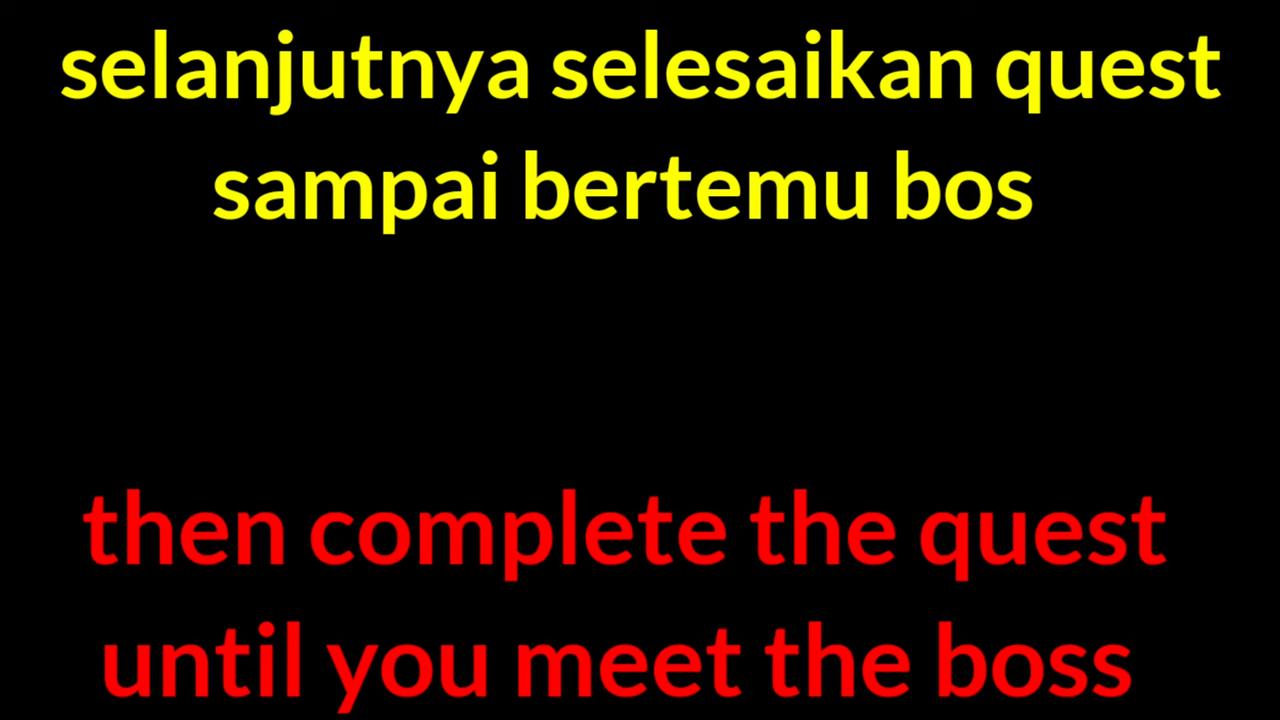 selanjutnya selesaikan quest
sampai bertemu bos
then complete the quest
until you meet the boss